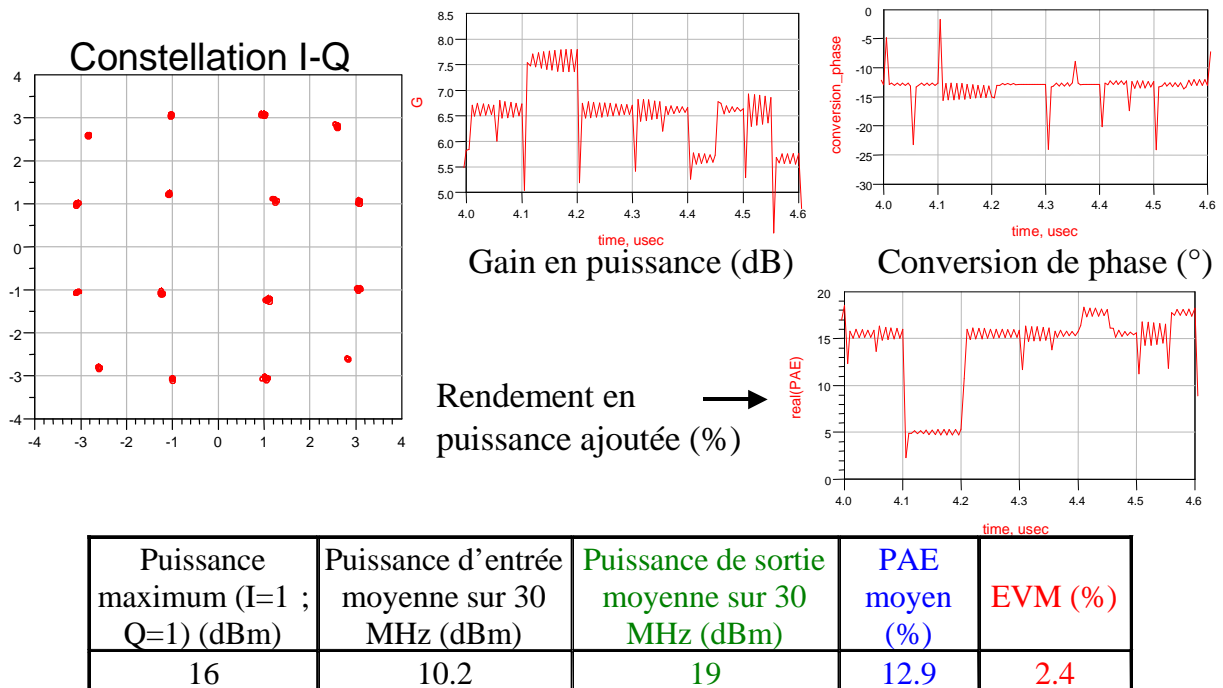 Constellation I-Q
4
3
2
1
0
-1
-2
-3
-4
-4 -3 -2 -1 0 1 2 3 4
8.5
8.0
7.5
7.0
6.5
6.0
5.5
5.0
G
4.0 4.1 4.2 4.3 4.4 4.5 4.6
time, usec
Gain en puissance (dB)
0
-5
-10
-15
-20
-25
-30
conversion_phase
4.0 4.1 4.2 4.3 4.4 4.5 4.6
time, usec
Conversion de phase (°)
Rendement en
puissance ajoutée (%)
20
15
10
5
0
real(PAE)
4.0 4.1 4.2 4.3 4.4 4.5 4.6
time, usec
Puissance
maximum (I=1 ;
Q=1) (dBm)
Puissance d'entrée
moyenne sur 30
MHz (dBm)
Puissance de sortie
moyenne sur 30
MHz (dBm)
PAE
moyen
(%)
EVM (%)
16 10.2 19 12.9 2.4